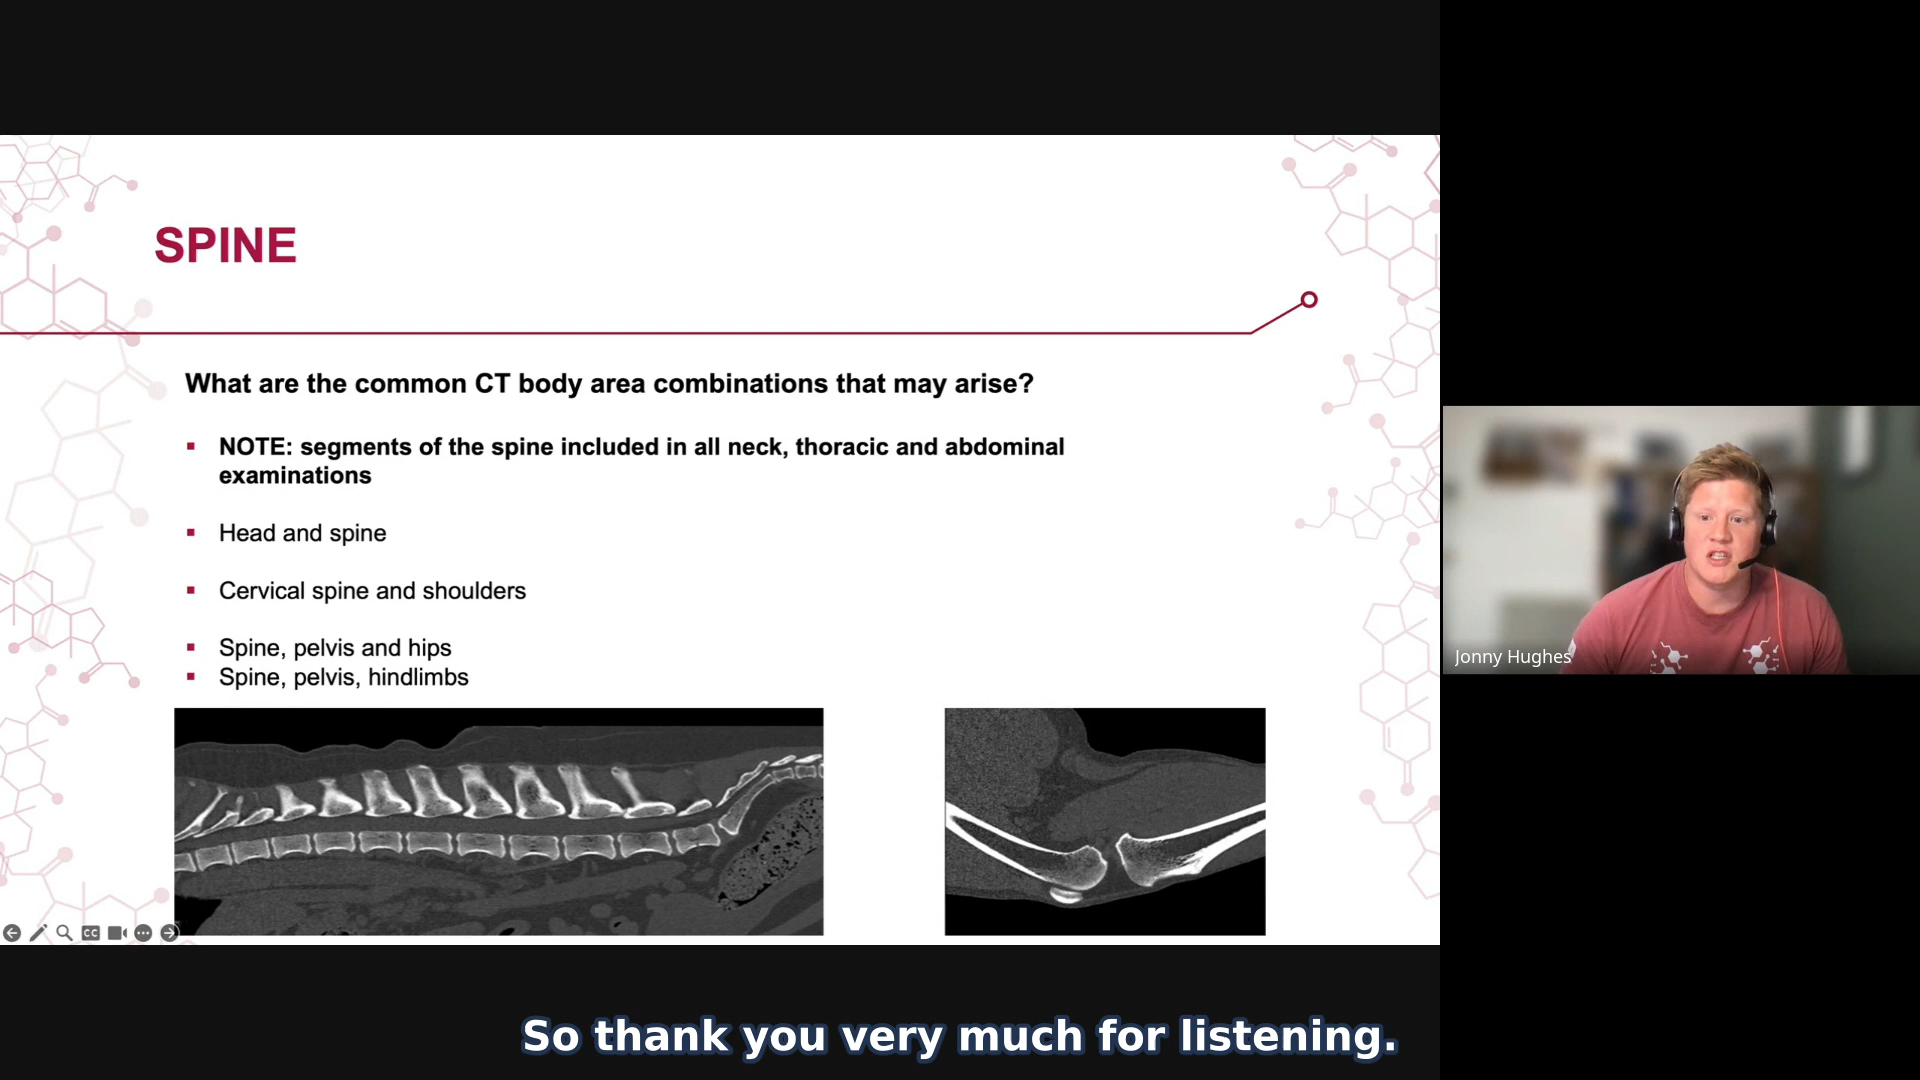 SPINE
What are the common CT body area combinations that may arise?
NOTE: segments of the spine included in all neck, thoracic and abdominal
examinations
Head and spine
Cervical spine and shoulders
Spine, pelvis and hips
Spine, pelvis, hindlimbs
Jonny Hughes
CC
So thank you very much for listening.